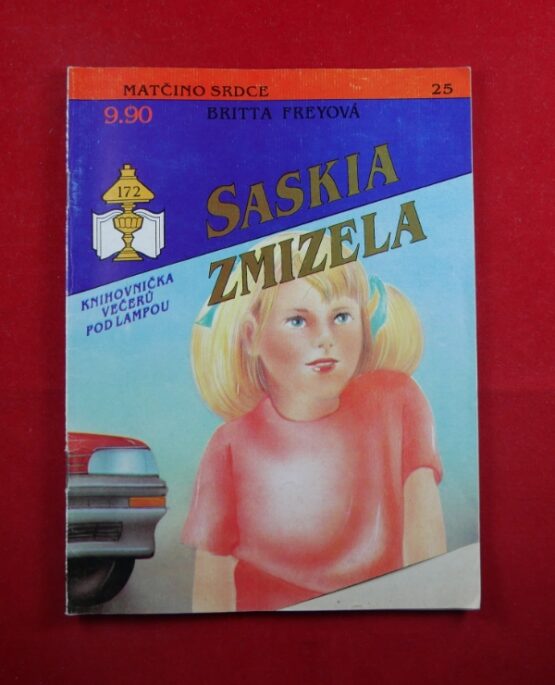 MATČINO SRDCE 25
9.90 BRITTA FREYOVÁ
172
SASKIA
ZMIZELA
KNIHOVNIČKA
VEČERŮ
POD LAMPOU